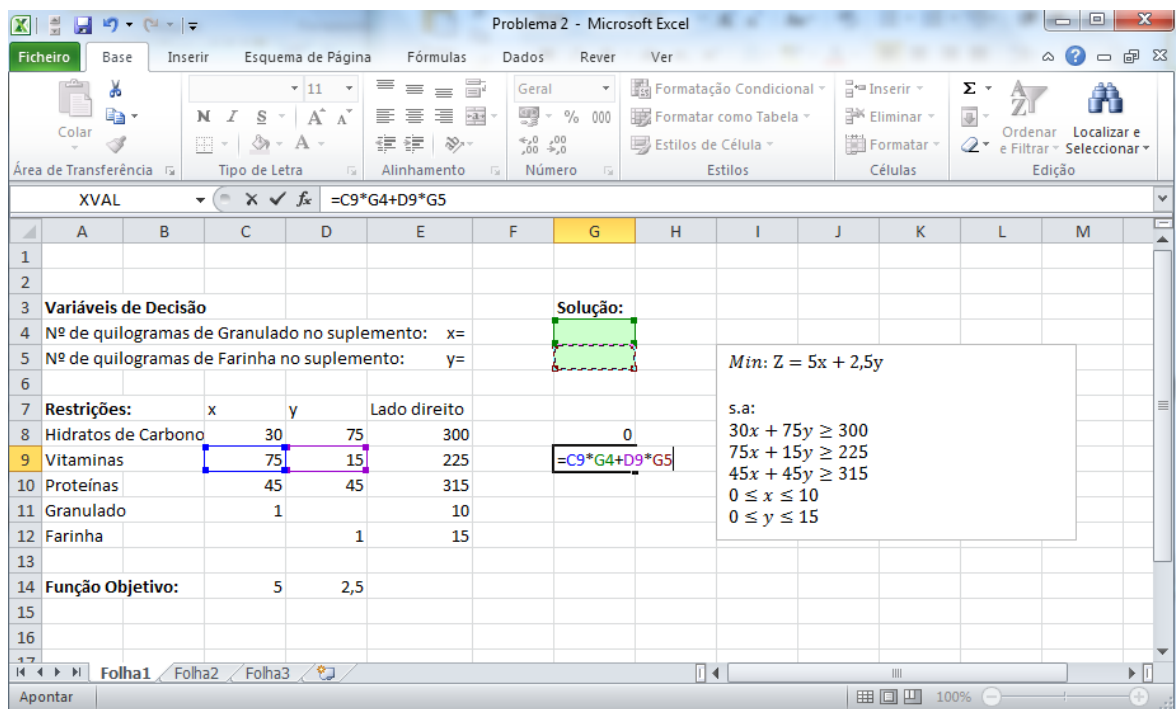 Problema 2 - Microsoft Excel
Ficheiro Base Inserir Esquema de Página Fórmulas Dados Rever Ver
11 Geral Formatação Condicional Inserir Σ
Colar N I S A A % 000 Formatar como Tabela Eliminar Ordenar e Filtrar Localizar e Seleccionar
A Estilos de Célula Formatar
Área de Transferência Tipo de Letra Alinhamento Número Estilos Células Edição
XVAL fx =C9*G4+D9*G5
A B C D E F G H I J K L M
1
2
3 Variáveis de Decisão Solução:
4 Nº de quilogramas de Granulado no suplemento: x=
5 Nº de quilogramas de Farinha no suplemento: y=
6
7 Restrições: x y Lado direito
8 Hidratos de Carbono 30 75 300 0
9 Vitaminas 75 15 225 =C9*G4+D9*G5
10 Proteínas 45 45 315
11 Granulado 1 10
12 Farinha 1 15
13
14 Função Objetivo: 5 2,5
15
16
17
Min: Z = 5x + 2,5y
s.a:
30x + 75y ≥ 300
75x + 15y ≥ 225
45x + 45y ≥ 315
0 ≤ x ≤ 10
0 ≤ y ≤ 15
Folha1 Folha2 Folha3
Apontar 100%